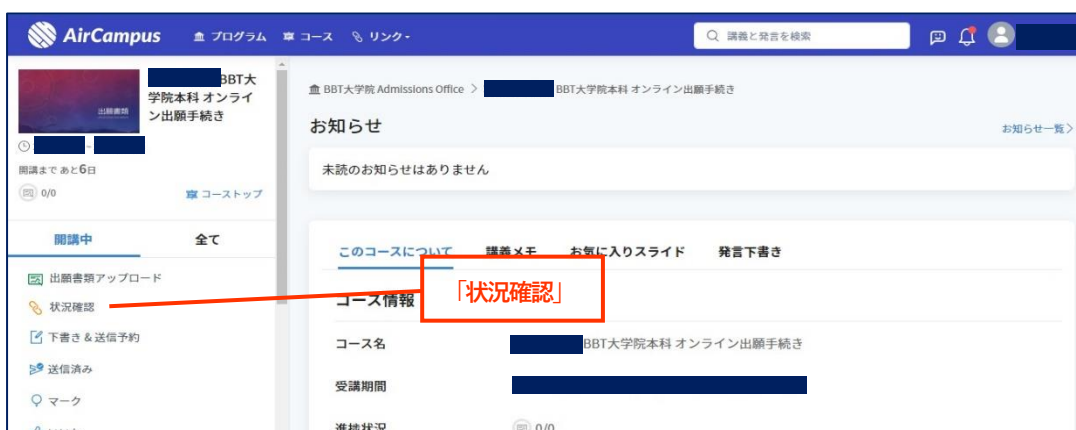 AirCampus
プログラム
コース
リンク
講義と発言を検索
出願書類
BBT大
学院本科 オンライ
ン出願手続き
-
開講まで あと6日
0/0
コーストップ
開講中
全て
出願書類アップロード
状況確認
下書き & 送信予約
送信済み
マーク
BBT大学院 Admissions Office > BBT大学院本科 オンライン出願手続き
お知らせ
お知らせ一覧>
未読のお知らせはありません
このコースについて
講義メモ
お気に入りスライド
発言下書き
コース情報
「状況確認」
コース名
BBT大学院本科 オンライン出願手続き
受講期間
進捗状況
0/0